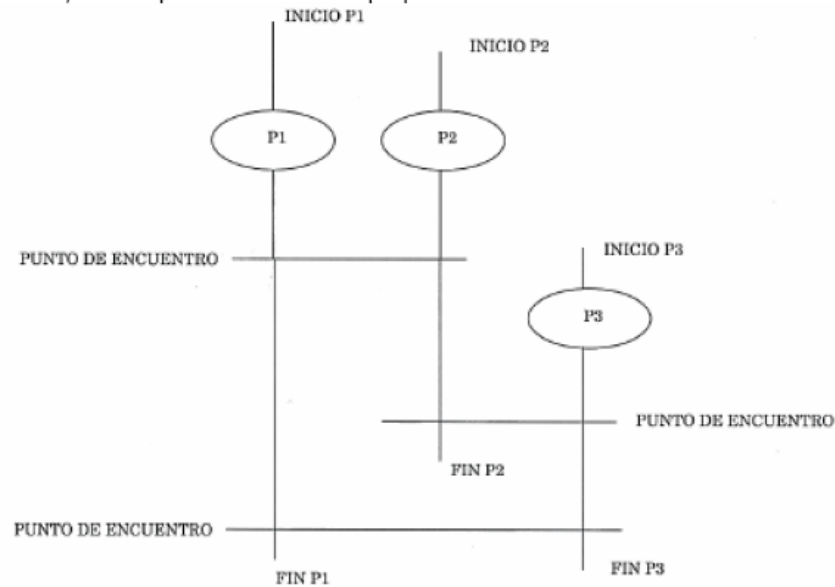 INICIO P1
INICIO P2
P1
P2
PUNTO DE ENCUENTRO
INICIO P3
P3
PUNTO DE ENCUENTRO
FIN P2
PUNTO DE ENCUENTRO
FIN P3
FIN P1